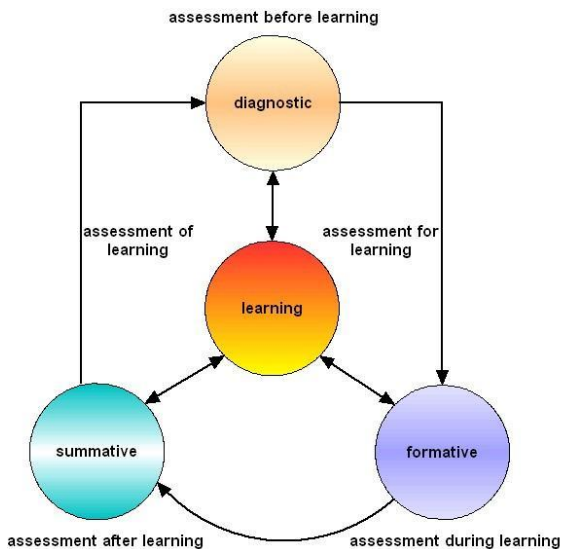 assessment before learning
diagnostic
assessment of
learning
assessment for
learning
learning
summative
formative
assessment after learning
assessment during learning